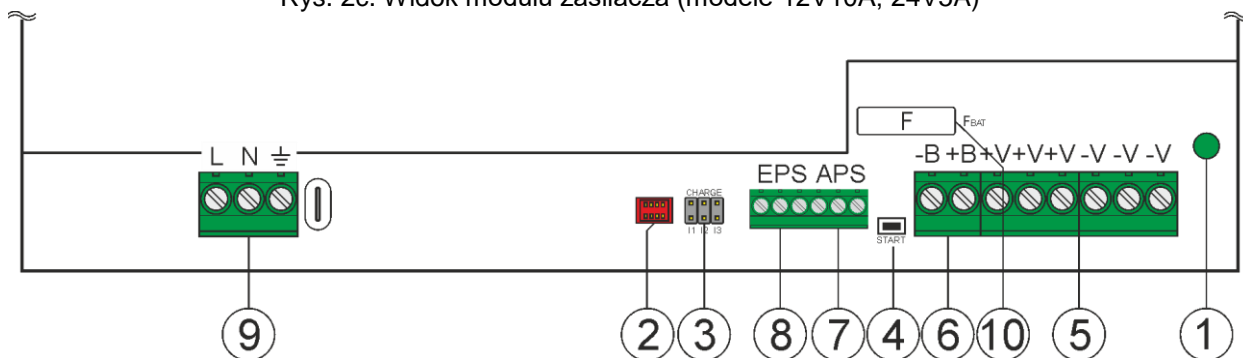 Rys. 2c. Widok modułu zasilacza (modele 12V10A, 24V5A)
F FBAT
L N
-B +B +V +V +V -V -V -V
EPS APS
CHARGE
I1 I2 I3
START
9 2 3 8 7 4 6 10 5 1